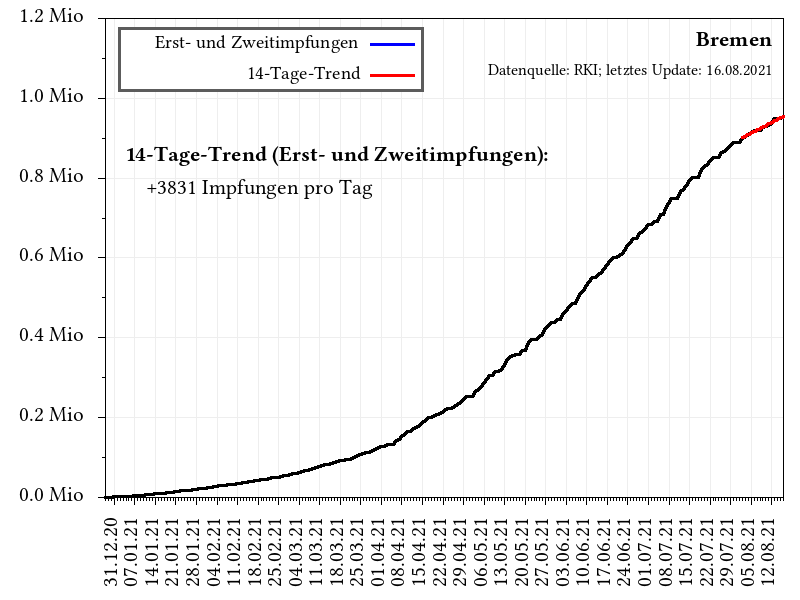 1.2 Mio
Erst- und Zweitimpfungen
14-Tage-Trend
Bremen
Datenquelle: RKI; letztes Update: 16.08.2021
1.0 Mio
14-Tage-Trend (Erst- und Zweitimpfungen):
+3831 Impfungen pro Tag
0.8 Mio
0.6 Mio
0.4 Mio
0.2 Mio
0.0 Mio
31.12.20
07.01.21
14.01.21
21.01.21
28.01.21
04.02.21
11.02.21
18.02.21
25.02.21
04.03.21
11.03.21
18.03.21
25.03.21
01.04.21
08.04.21
15.04.21
22.04.21
29.04.21
06.05.21
13.05.21
20.05.21
27.05.21
03.06.21
10.06.21
17.06.21
24.06.21
01.07.21
08.07.21
15.07.21
22.07.21
29.07.21
05.08.21
12.08.21